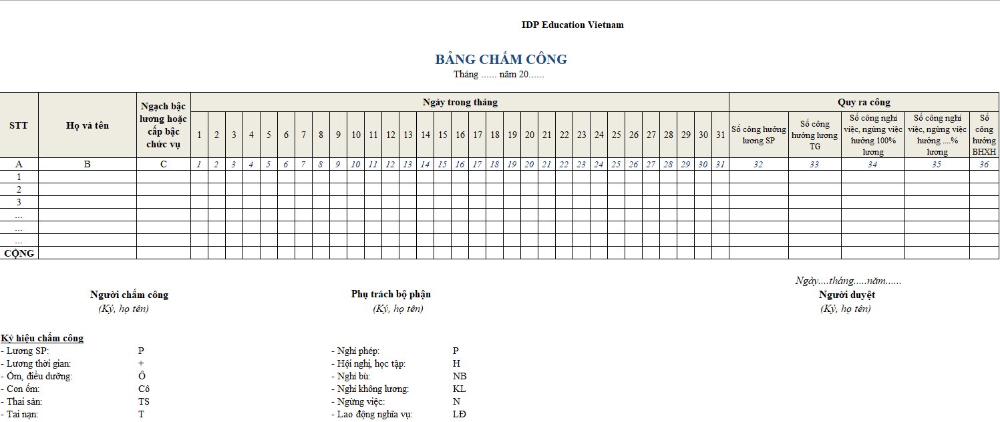 IDP Education Vietnam
BẢNG CHẤM CÔNG
Tháng ...... năm 20......
STT Họ và tên Ngạch bậc lương hoặc cấp bậc chức vụ Ngày trong tháng Quy ra công
1 2 3 4 5 6 7 8 9 10 11 12 13 14 15 16 17 18 19 20 21 22 23 24 25 26 27 28 29 30 31 Số công hưởng lương SP Số công hưởng lương TG Số công nghỉ việc, ngừng việc hưởng 100% lương Số công nghỉ việc, ngừng việc hưởng ....% lương Số công hưởng BHXH
A B C 1 2 3 4 5 6 7 8 9 10 11 12 13 14 15 16 17 18 19 20 21 22 23 24 25 26 27 28 29 30 31 32 33 34 35 36
1
2
3
...
...
...
CỘNG
Ngày....tháng.....năm......
Người chấm công Phụ trách bộ phận Người duyệt
(Ký, họ tên) (Ký, họ tên) (Ký, họ tên)
Ký hiệu chấm công
- Lương SP: P - Nghỉ phép: P
- Lương thời gian: + - Hội nghị, học tập: H
- Ốm, điều dưỡng: Ô - Nghỉ bù: NB
- Con ốm: Cô - Nghỉ không lương: KL
- Thai sản: TS - Ngừng việc: N
- Tai nạn: T - Lao động nghĩa vụ: LĐ